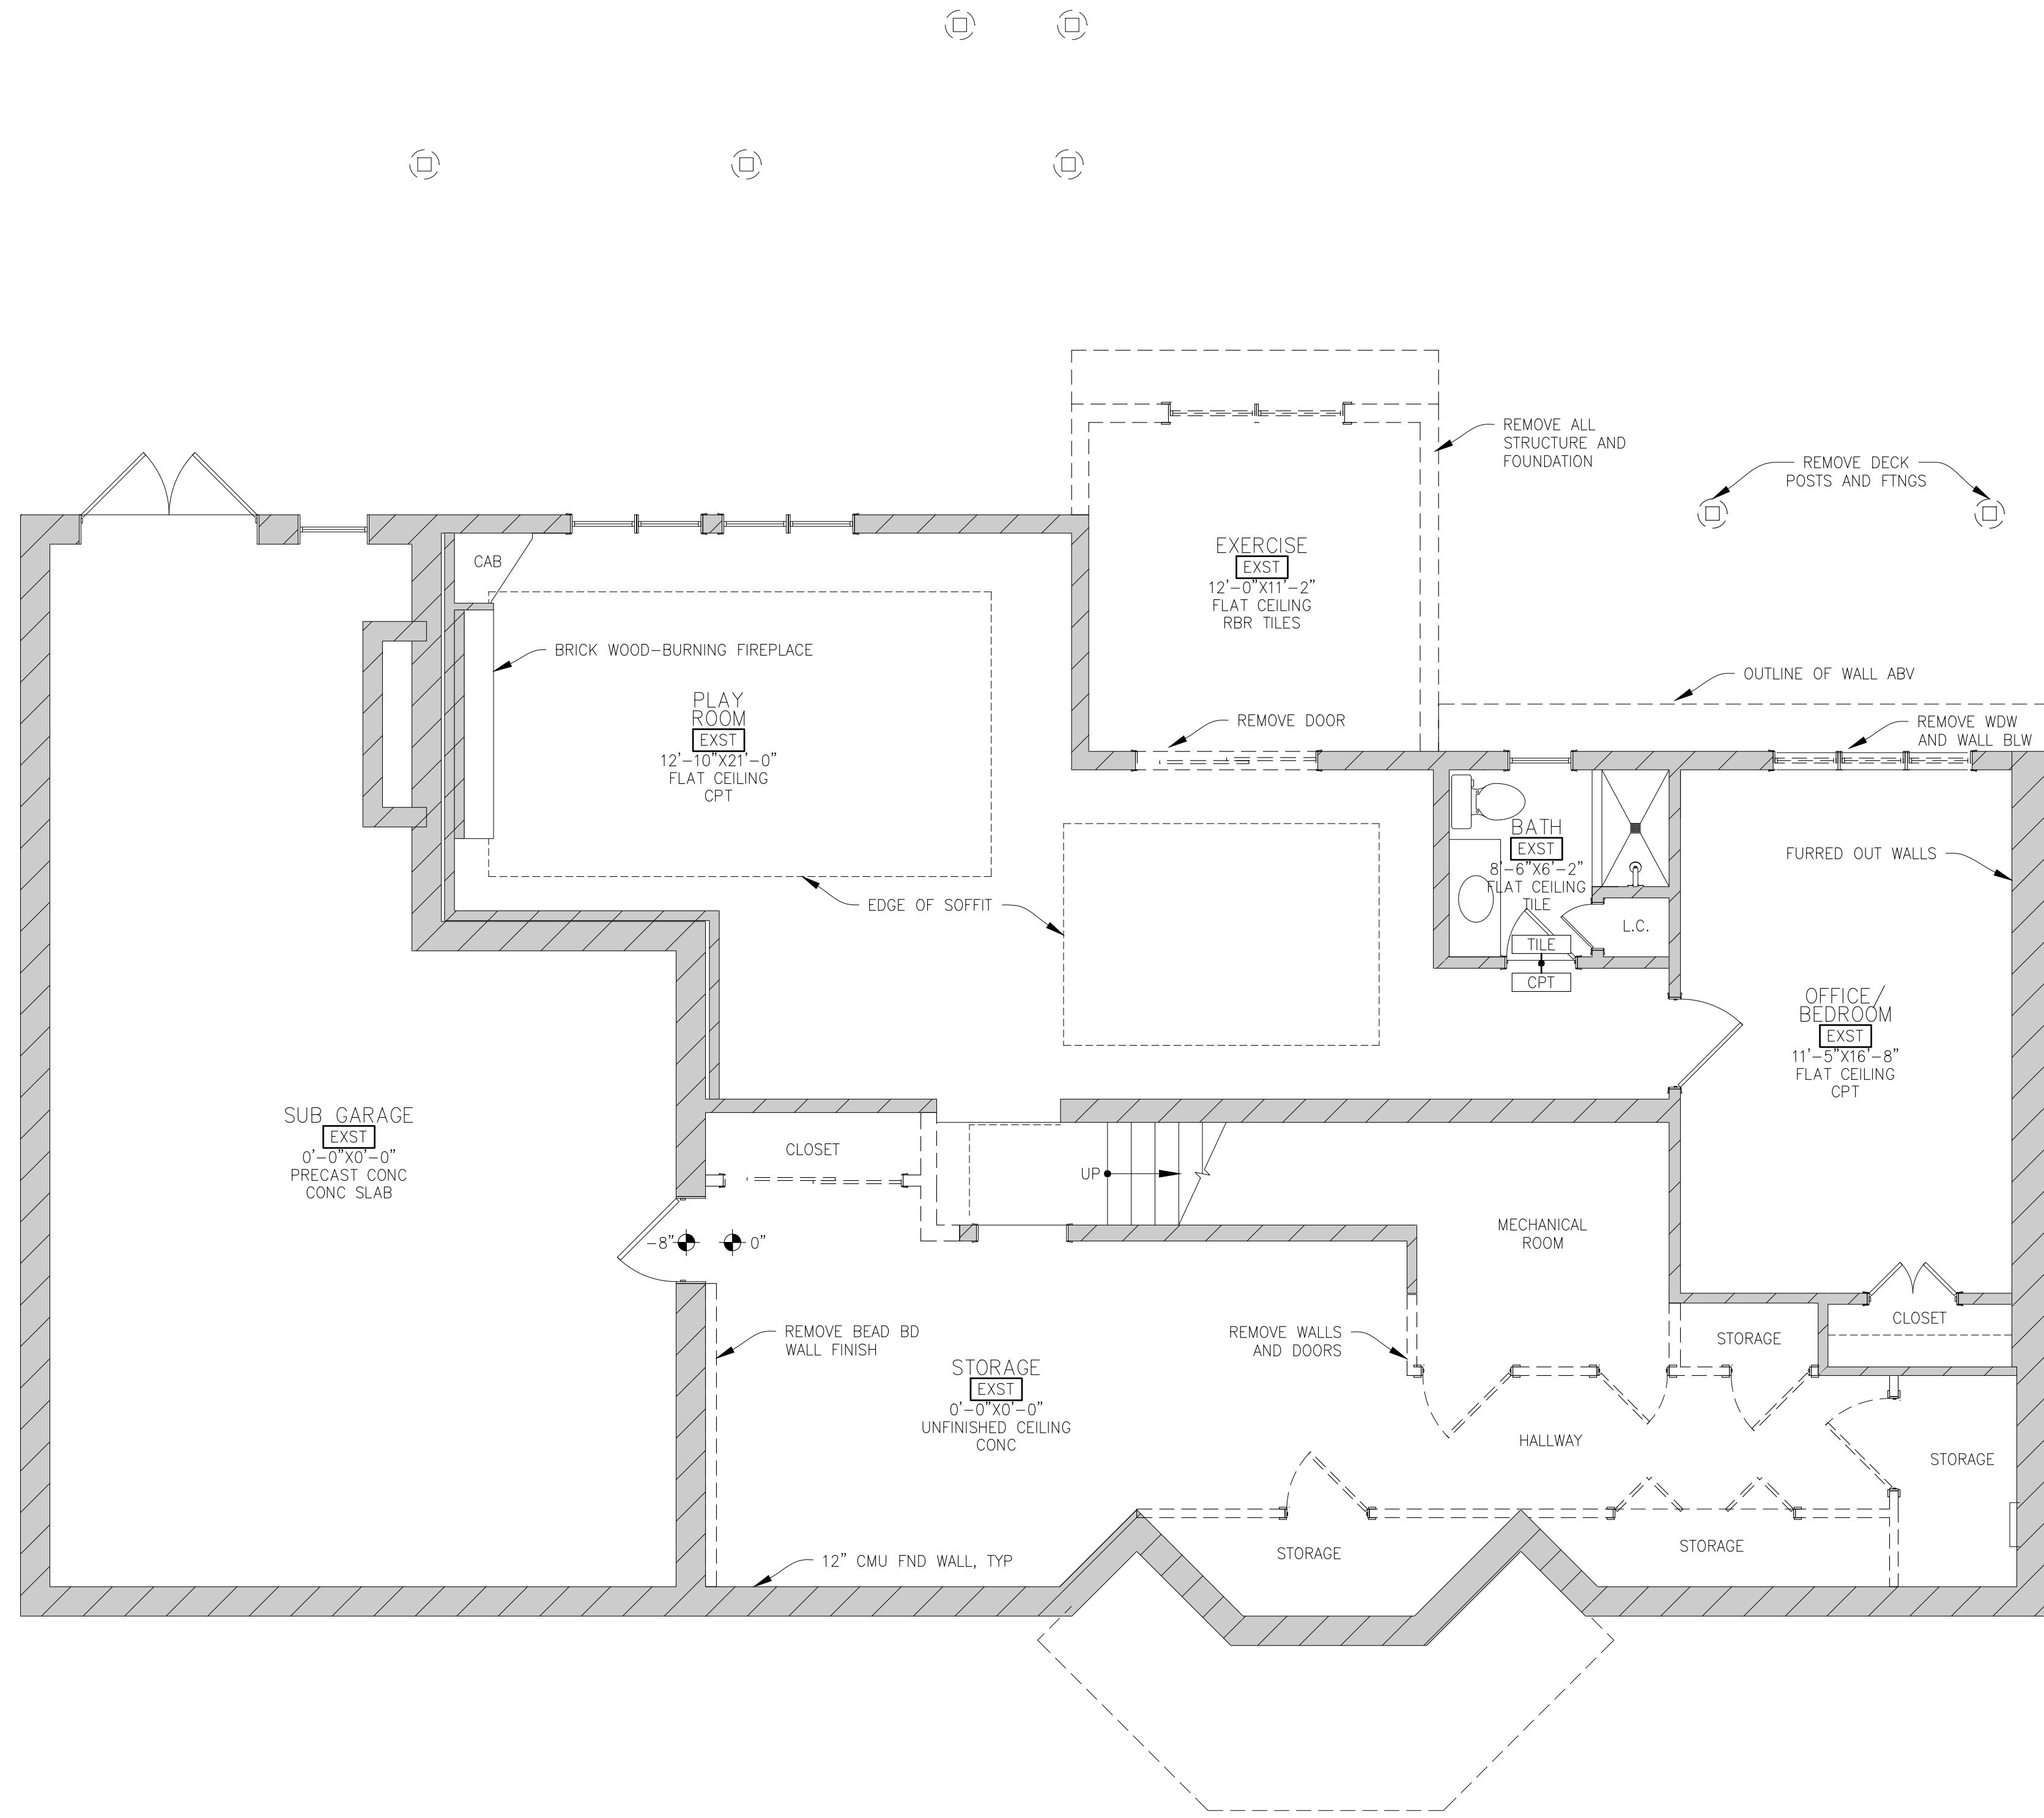 REMOVE ALL
STRUCTURE AND
FOUNDATION
REMOVE DECK
POSTS AND FTNGS
CAB
EXERCISE
EXST
12'-0"X11'-2"
FLAT CEILING
RBR TILES
BRICK WOOD-BURNING FIREPLACE
OUTLINE OF WALL ABV
PLAY
ROOM
EXST
12'-10"X21'-0"
FLAT CEILING
CPT
REMOVE DOOR
REMOVE WDW
AND WALL BLW
BATH
EXST
8'-6"X6'-2"
FLAT CEILING
TILE
FURRED OUT WALLS
EDGE OF SOFFIT
L.C.
TILE
CPT
OFFICE/
BEDROOM
EXST
11'-5"X16'-8"
FLAT CEILING
CPT
SUB GARAGE
EXST
0'-0"X0'-0"
PRECAST CONC
CONC SLAB
CLOSET
UP
MECHANICAL
ROOM
-8"
0"
REMOVE BEAD BD
WALL FINISH
REMOVE WALLS
AND DOORS
STORAGE
CLOSET
STORAGE
EXST
0'-0"X0'-0"
UNFINISHED CEILING
CONC
HALLWAY
STORAGE
12" CMU FND WALL, TYP
STORAGE
STORAGE